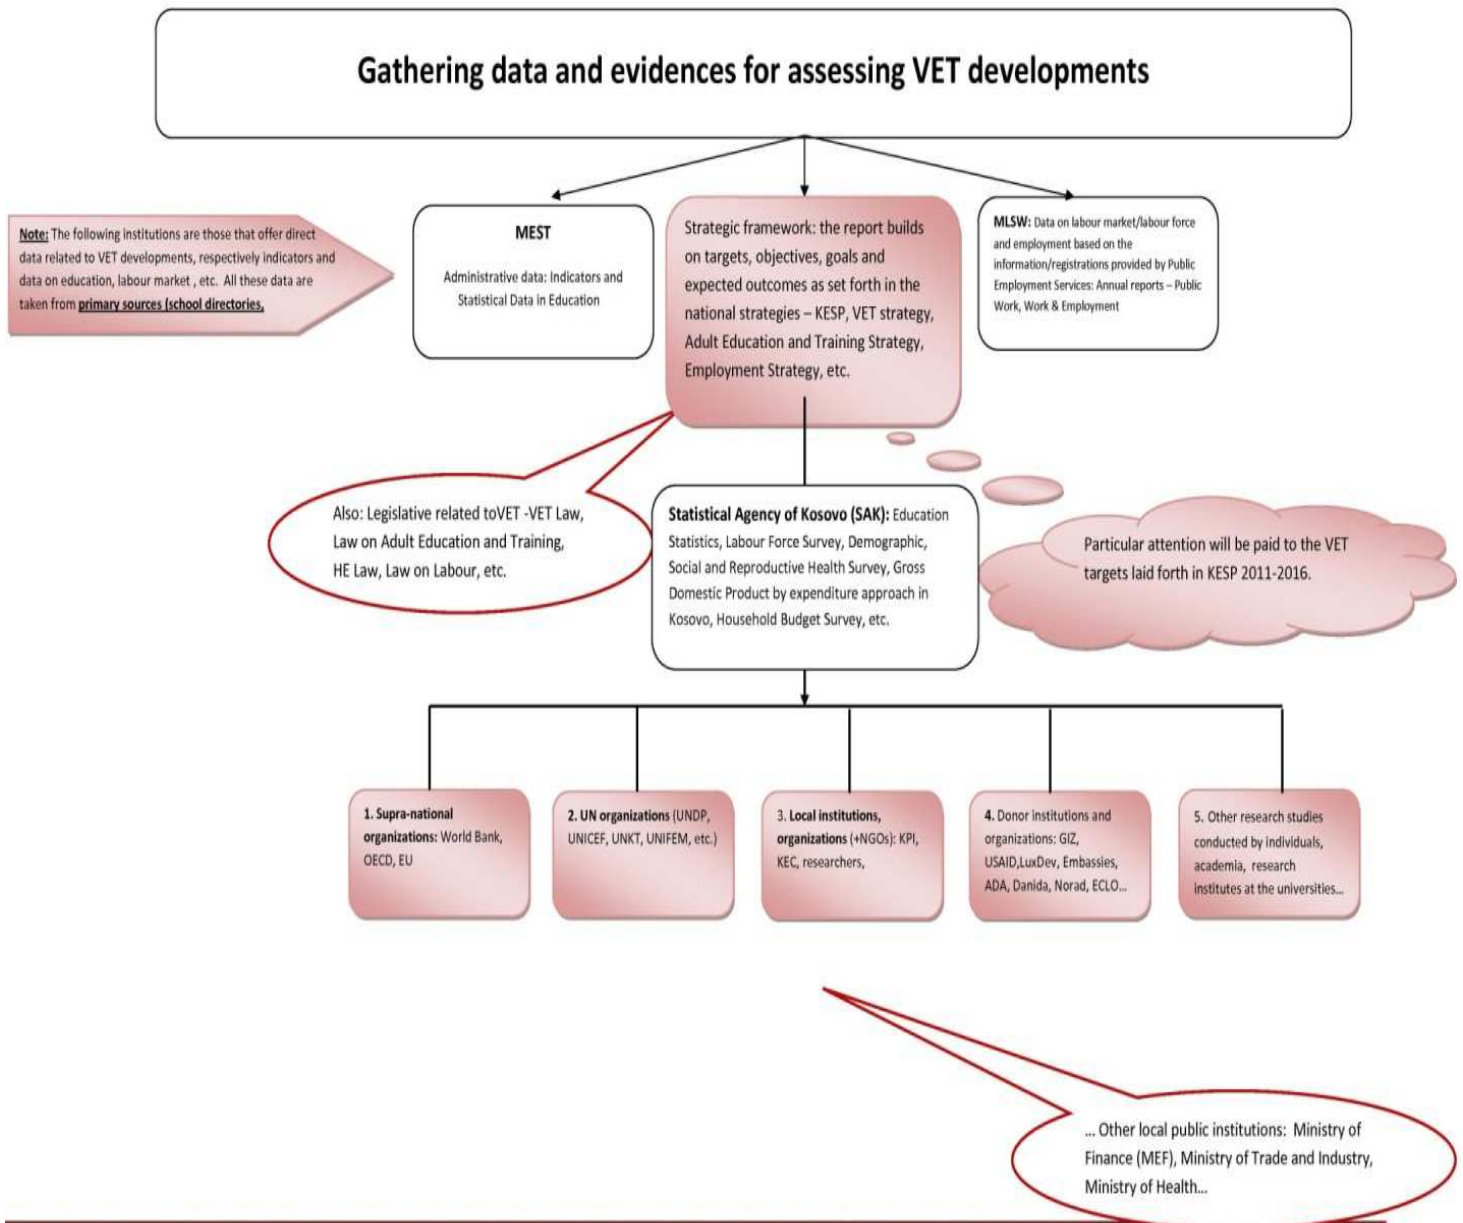 Gathering data and evidences for assessing VET developments
Note: The following institutions are those that offer direct
data related to VET developments, respectively indicators and
data on education, labour market , etc. All these data are
taken from primary sources (school directories,
MEST
Administrative data: Indicators and
Statistical Data in Education
Strategic framework: the report builds
on targets, objectives, goals and
expected outcomes as set forth in the
national strategies – KESP, VET strategy,
Adult Education and Training Strategy,
Employment Strategy, etc.
MLSW: Data on labour market/labour force
and employment based on the
information/registrations provided by Public
Employment Services: Annual reports – Public
Work, Work & Employment
Also: Legislative related toVET -VET Law,
Law on Adult Education and Training,
HE Law, Law on Labour, etc.
Statistical Agency of Kosovo (SAK): Education
Statistics, Labour Force Survey, Demographic,
Social and Reproductive Health Survey, Gross
Domestic Product by expenditure approach in
Kosovo, Household Budget Survey, etc.
Particular attention will be paid to the VET
targets laid forth in KESP 2011-2016.
1. Supra-national
organizations: World Bank,
OECD, EU
2. UN organizations (UNDP,
UNICEF, UNKT, UNIFEM, etc.)
3. Local institutions,
organizations (+NGOs): KPI,
KEC, researchers,
4. Donor institutions and
organizations: GIZ,
USAID,LuxDev, Embassies,
ADA, Danida, Norad, ECLO...
5. Other research studies
conducted by individuals,
academia, research
institutes at the universities...
... Other local public institutions: Ministry of
Finance (MEF), Ministry of Trade and Industry,
Ministry of Health...